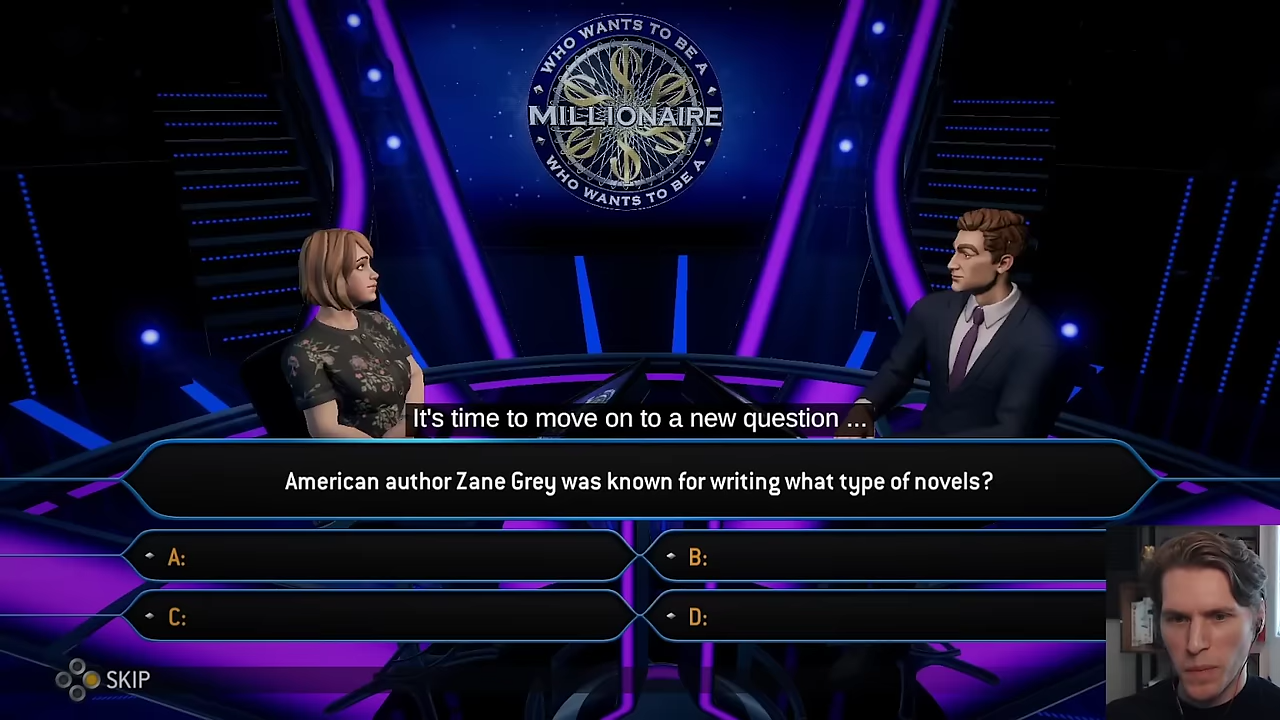 WHO WANTS TO BE A
MILLIONAIRE
WHO WANTS TO BE A
It's time to move on to a new question ...
American author Zane Grey was known for writing what type of novels?
A:
B:
C:
D:
SKIP